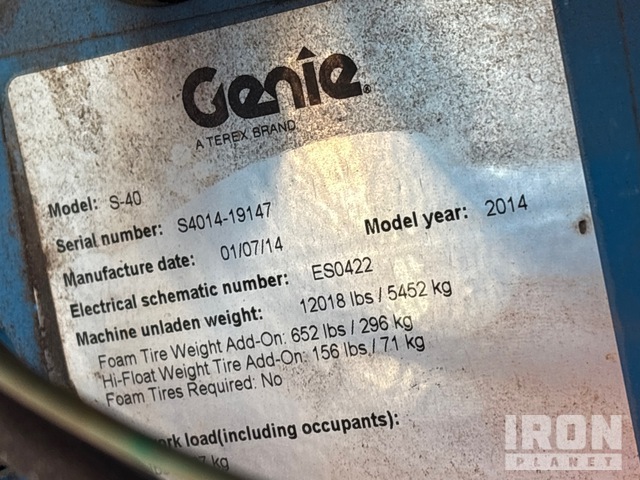 Genie®
A TEREX BRAND
Model: S-40
Serial number: S4014-19147
Manufacture date: 01/07/14 Model year: 2014
Electrical schematic number: ES0422
Machine unladen weight: 12018 lbs / 5452 kg
Foam Tire Weight Add-On: 652 lbs / 296 kg
Hi-Float Weight Tire Add-On: 156 lbs / 71 kg
Foam Tires Required: No
load(including occupants):
kg
IRON
PLANET